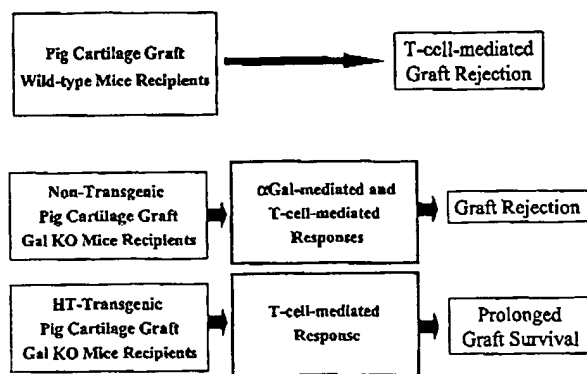 Pig Cartilage Graft
Wild-type Mice Recipients
T-cell-mediated
Graft Rejection
Non-Transgenic
Pig Cartilage Graft
Gal KO Mice Recipients
αGal-mediated and
T-cell-mediated
Responses
Graft Rejection
HT-Transgenic
Pig Cartilage Graft
Gal KO Mice Recipients
T-cell-mediated
Response
Prolonged
Graft Survival